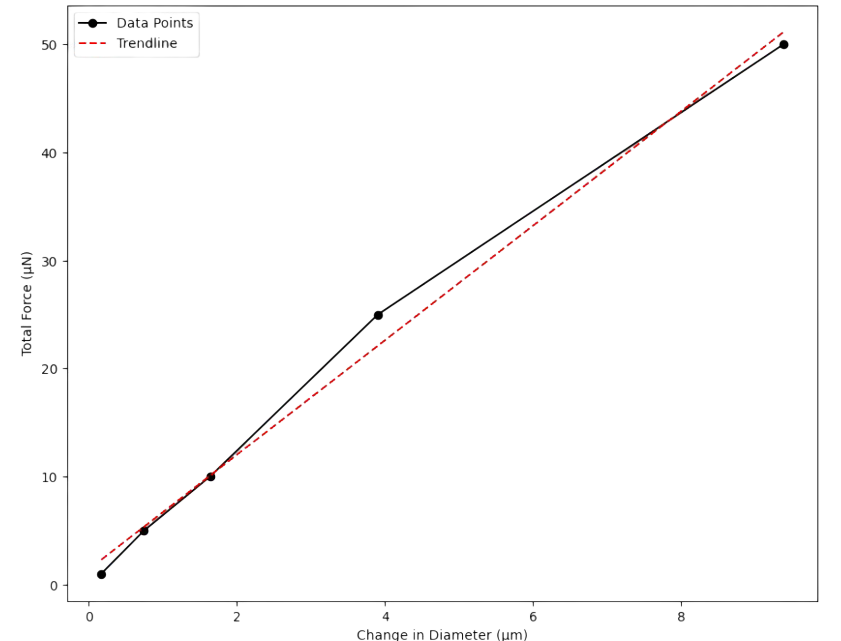 Data Points
Trendline
50
40
30
20
10
0
Total Force (μN)
0 2 4 6 8
Change in Diameter (μm)